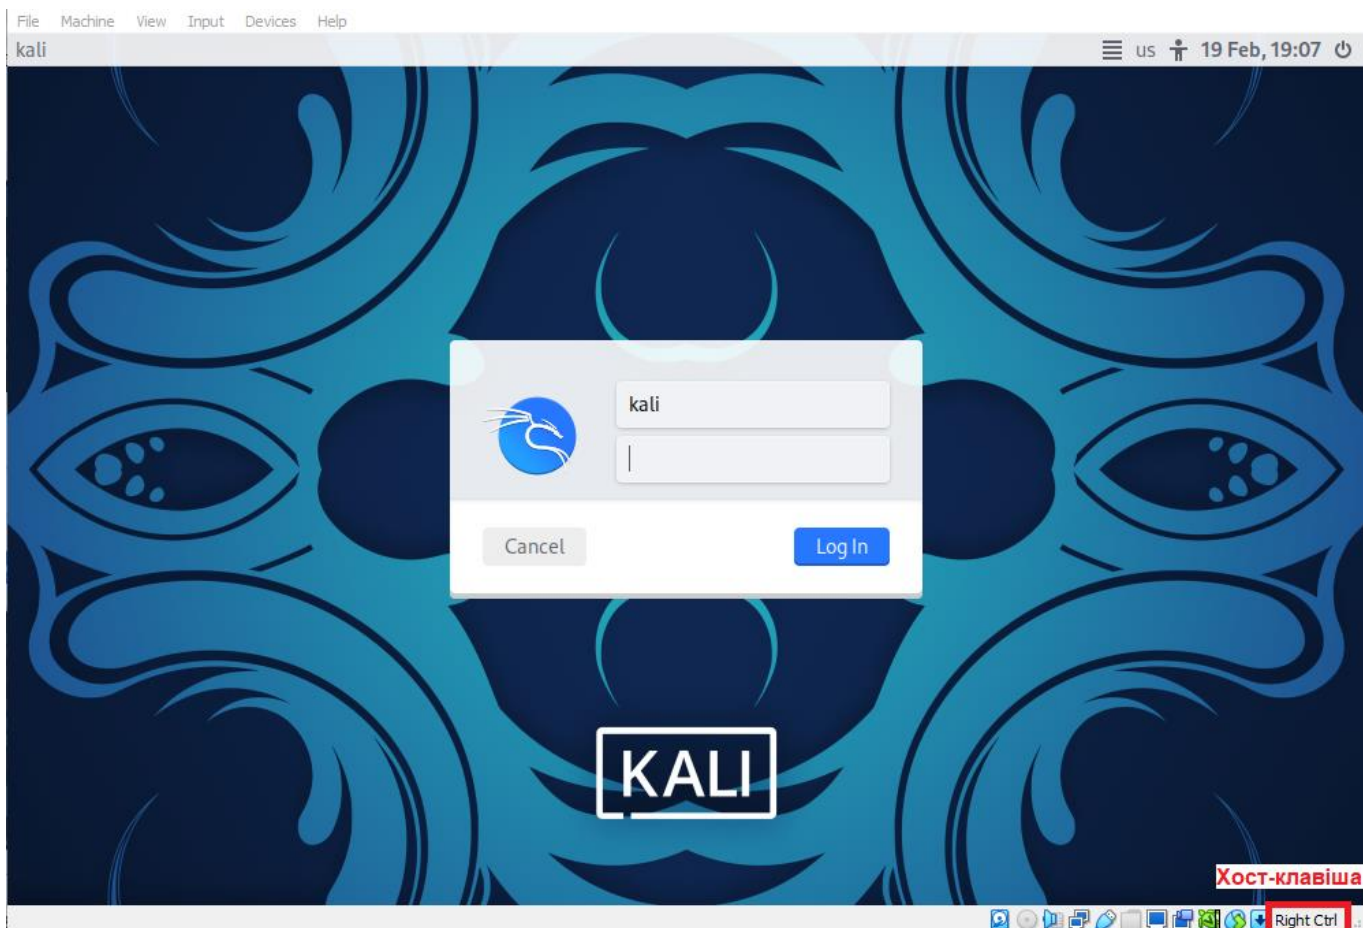 File Machine View Input Devices Help
kali us 19 Feb, 19:07
kali
Cancel Log In
KALI
Хост-клавіша
Right Ctrl